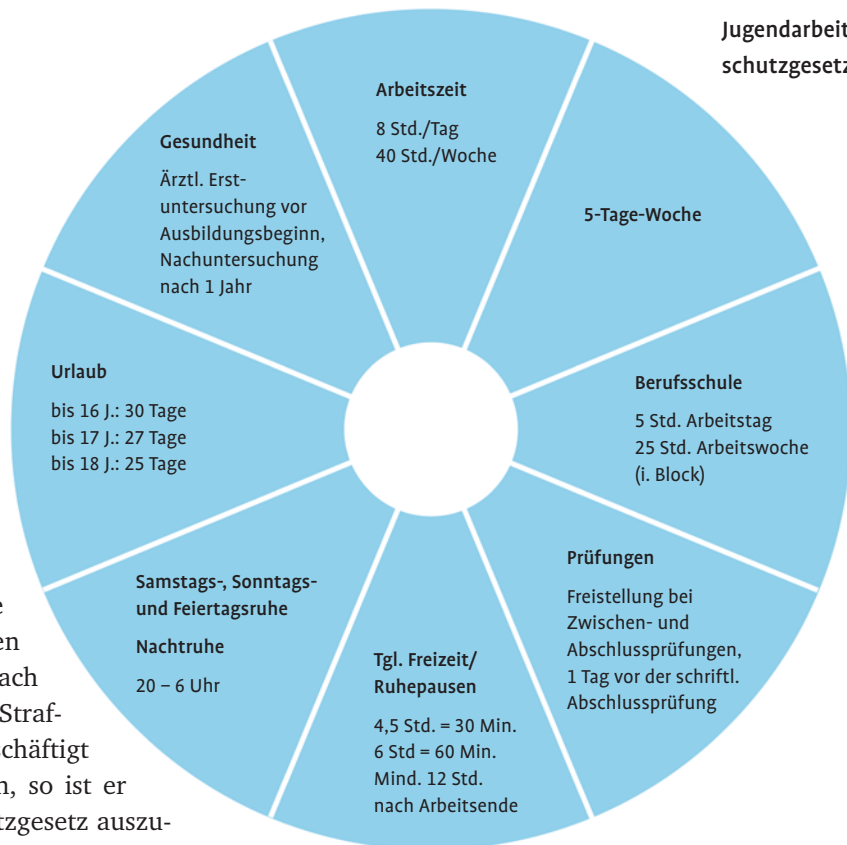 Jugendarbeit
schutzgesetz
Arbeitszeit
8 Std./Tag
40 Std./Woche
5-Tage-Woche
Berufsschule
5 Std. Arbeitstag
25 Std. Arbeitswoche
(i. Block)
Prüfungen
Freistellung bei
Zwischen- und
Abschlussprüfungen,
1 Tag vor der schriftl.
Abschlussprüfung
Tgl. Freizeit/
Ruhepausen
4,5 Std. = 30 Min.
6 Std = 60 Min.
Mind. 12 Std.
nach Arbeitsende
Samstags-, Sonntags-
und Feiertagsruhe
Nachtruhe
20 – 6 Uhr
Urlaub
bis 16 J.: 30 Tage
bis 17 J.: 27 Tage
bis 18 J.: 25 Tage
Gesundheit
Ärztl. Erst-
untersuchung vor
Ausbildungsbeginn,
Nachuntersuchung
nach 1 Jahr
e
en
ach
Straf-
schäftigt
n, so ist er
tzgesetz auszu-